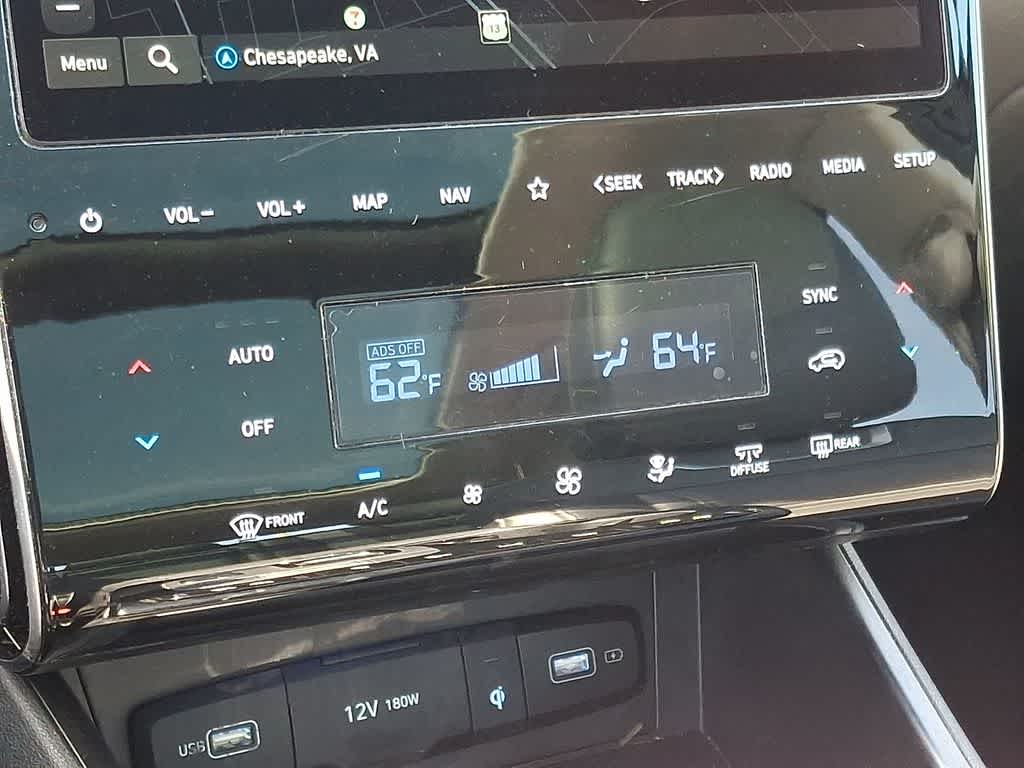 13
Menu
Chesapeake, VA
VOL− VOL+ MAP NAV SEEK TRACK RADIO MEDIA SETUP
SYNC
AUTO
ADS OFF
62°F 64°F
OFF
REAR
DIFFUSE
A/C
FRONT
12V 180W
USB